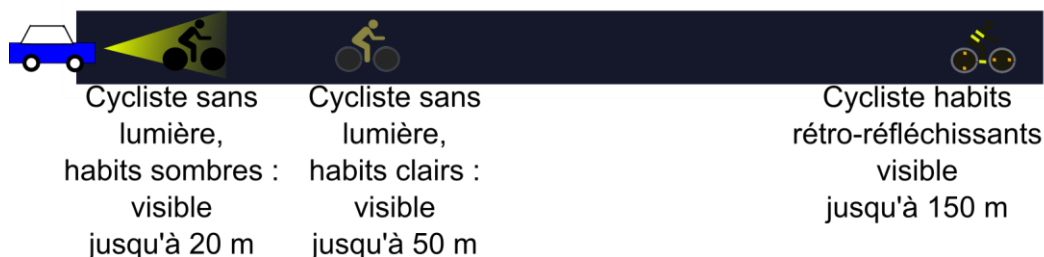 Cycliste sans
lumière,
habits sombres :
visible
jusqu'à 20 m
Cycliste sans
lumière,
habits clairs :
visible
jusqu'à 50 m
Cycliste habits
rétro-réfléchissants
visible
jusqu'à 150 m